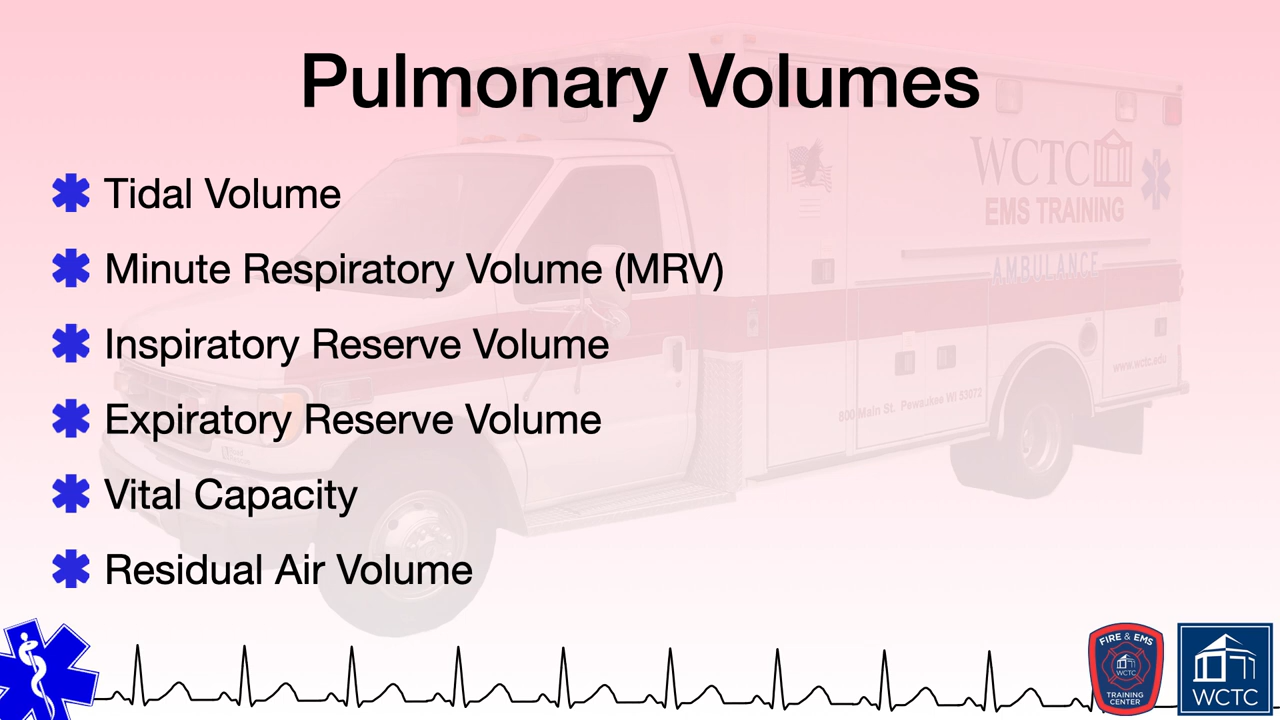 Pulmonary Volumes
Tidal Volume
Minute Respiratory Volume (MRV)
Inspiratory Reserve Volume
Expiratory Reserve Volume
Vital Capacity
Residual Air Volume
WCTC
EMS TRAINING
AMBULANCE
www.wctc.edu
800 Main St. Pewaukee WI 53072
FIRE & EMS
WCTC
TRAINING
CENTER
WCTC